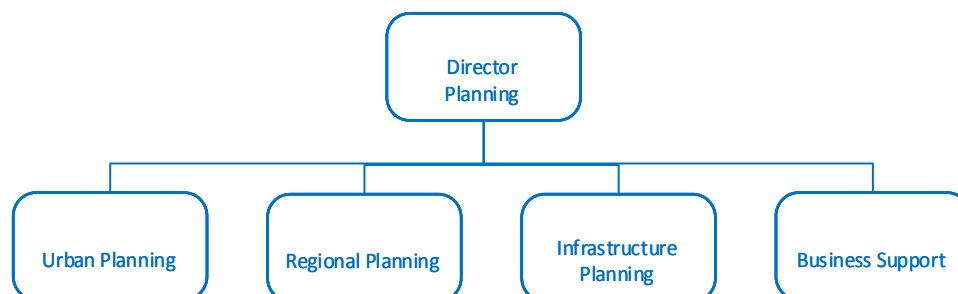 Director
Planning
Urban Planning
Regional Planning
Infrastructure
Planning
Business Support